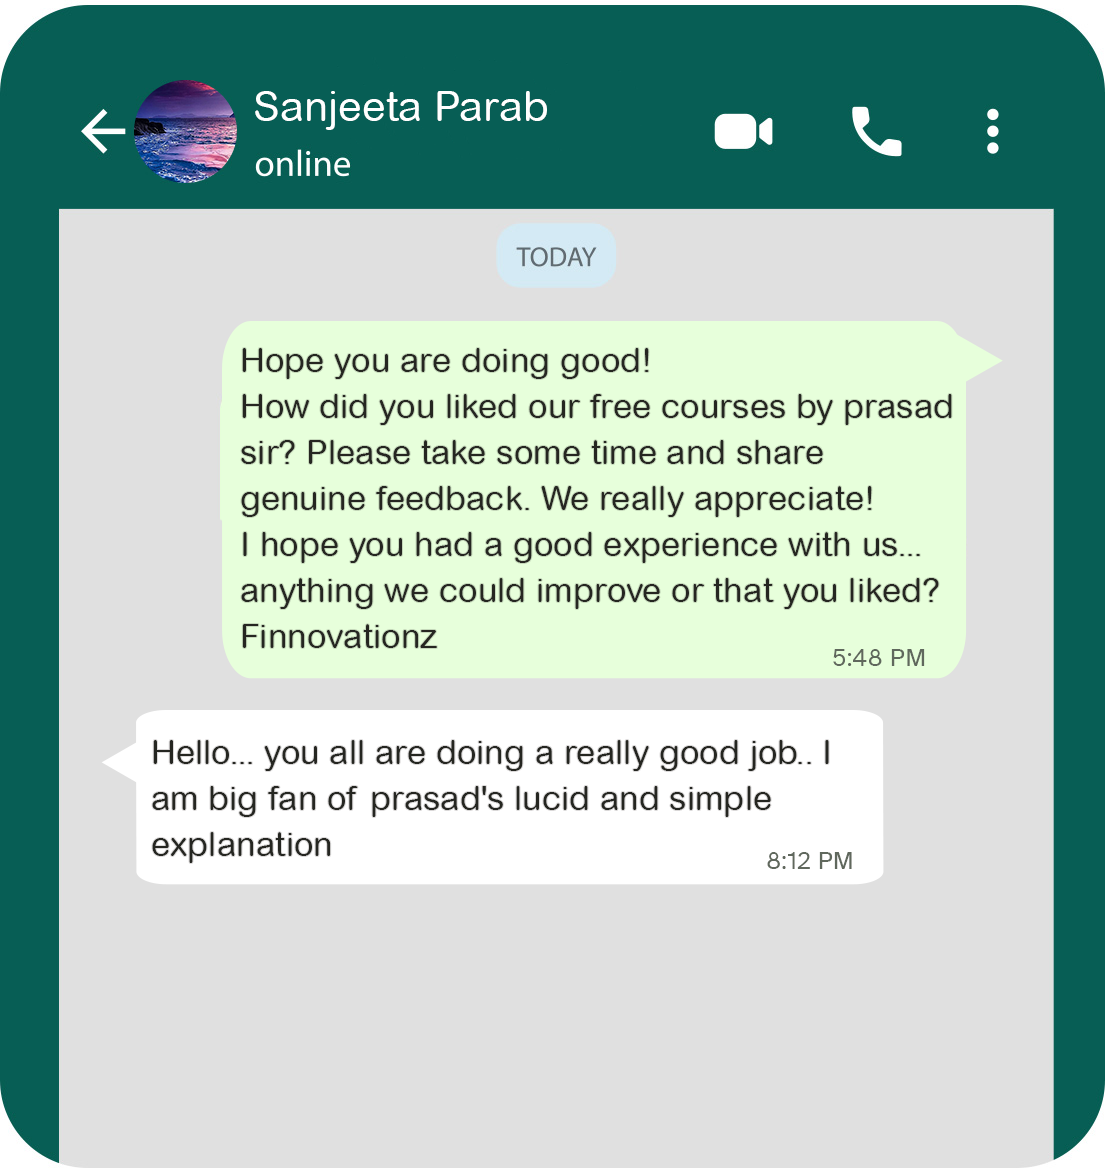 Sanjeeta Parab
online
TODAY
Hope you are doing good!
How did you liked our free courses by prasad
sir? Please take some time and share
genuine feedback. We really appreciate!
I hope you had a good experience with us...
anything we could improve or that you liked?
Finnovationz
5:48 PM
Hello... you all are doing a really good job.. I
am big fan of prasad's lucid and simple
explanation
8:12 PM